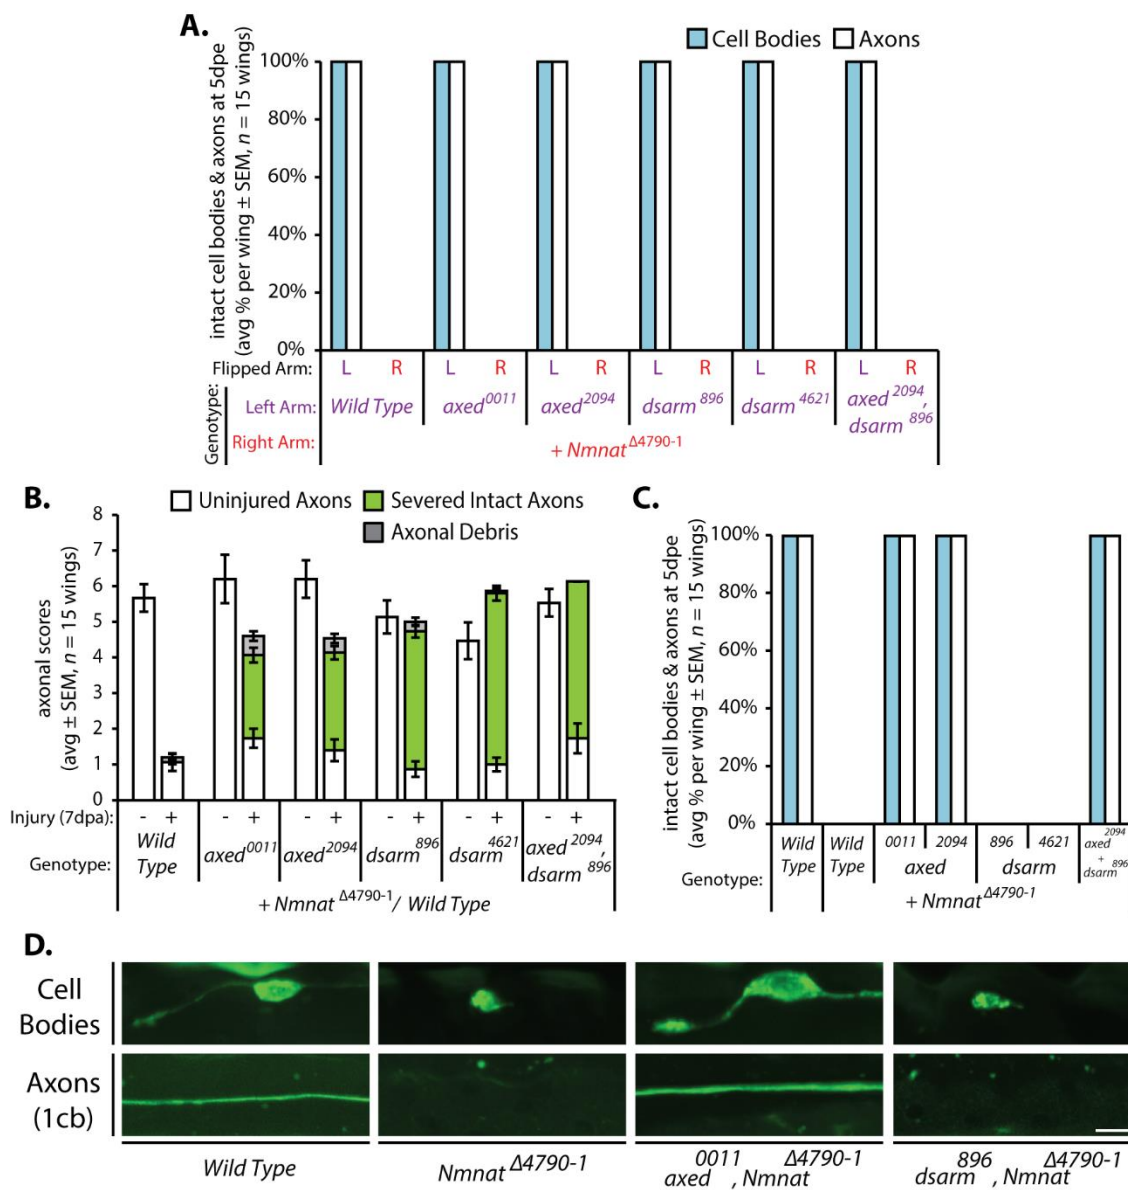 A.
Cell Bodies Axons
intact cell bodies & axons at 5dpe
(avg % per wing ± SEM, n = 15 wings)
100%
80%
60%
40%
20%
0%
Flipped Arm: L R L R L R L R L R L R
Genotype:
Left Arm: Wild Type axed0011 axed2094 dsarm896 dsarm4621 axed2094,
dsarm896
Right Arm: + NmnatΔ4790-1
B.
Uninjured Axons Severed Intact Axons
Axonal Debris
axonal scores
(avg ± SEM, n = 15 wings)
8
7
6
5
4
3
2
1
0
Injury (7dpa) - + - + - + - + - + - +
Genotype: Wild Type axed0011 axed2094 dsarm896 dsarm4621 axed2094, dsarm896
+ NmnatΔ4790-1/ Wild Type
C.
intact cell bodies & axons at 5dpe
(avg % per wing ± SEM, n = 15 wings)
100%
80%
60%
40%
20%
0%
Genotype: Wild Type Wild Type 0011 2094 896 4621 axed2094 + dsarm896
axed dsarm
+ NmnatΔ4790-1
D.
Cell
Bodies
Axons
(1cb)
Wild Type NmnatΔ4790-1 axed0011, NmnatΔ4790-1 dsarm896, NmnatΔ4790-1